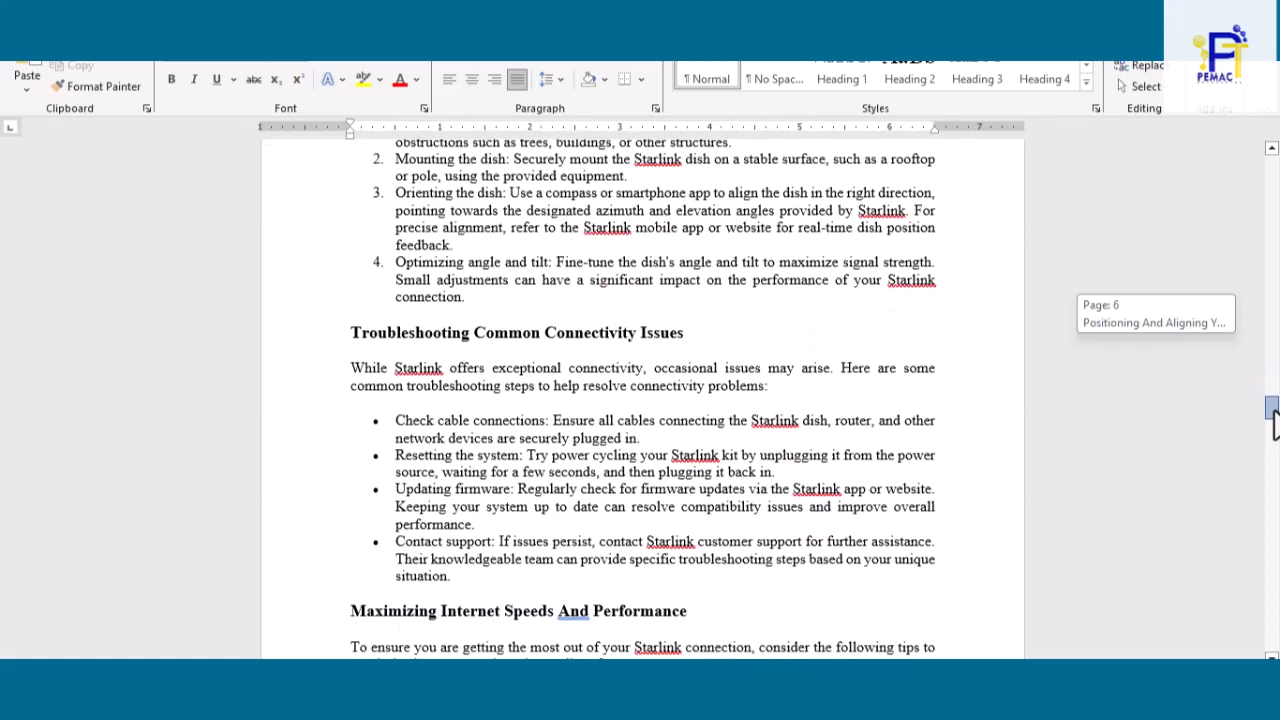 PT
PEMAC
Copy
Paste
Format Painter
B I U abc X₂ X² A A
¶ Normal
¶ No Spac...
Heading 1
Heading 2
Heading 3
Heading 4
Replac
Select
Clipboard
Font
Paragraph
Styles
Editing
1 1 2 3 4 5 6 7
obstructions such as trees, buildings, or other structures.
2. Mounting the dish: Securely mount the Starlink dish on a stable surface, such as a rooftop
or pole, using the provided equipment.
3. Orienting the dish: Use a compass or smartphone app to align the dish in the right direction,
pointing towards the designated azimuth and elevation angles provided by Starlink. For
precise alignment, refer to the Starlink mobile app or website for real-time dish position
feedback.
4. Optimizing angle and tilt: Fine-tune the dish's angle and tilt to maximize signal strength.
Small adjustments can have a significant impact on the performance of your Starlink
connection.
Page: 6
Positioning And Aligning Y...
Troubleshooting Common Connectivity Issues
While Starlink offers exceptional connectivity, occasional issues may arise. Here are some
common troubleshooting steps to help resolve connectivity problems:
• Check cable connections: Ensure all cables connecting the Starlink dish, router, and other
network devices are securely plugged in.
• Resetting the system: Try power cycling your Starlink kit by unplugging it from the power
source, waiting for a few seconds, and then plugging it back in.
• Updating firmware: Regularly check for firmware updates via the Starlink app or website.
Keeping your system up to date can resolve compatibility issues and improve overall
performance.
• Contact support: If issues persist, contact Starlink customer support for further assistance.
Their knowledgeable team can provide specific troubleshooting steps based on your unique
situation.
Maximizing Internet Speeds And Performance
To ensure you are getting the most out of your Starlink connection, consider the following tips to